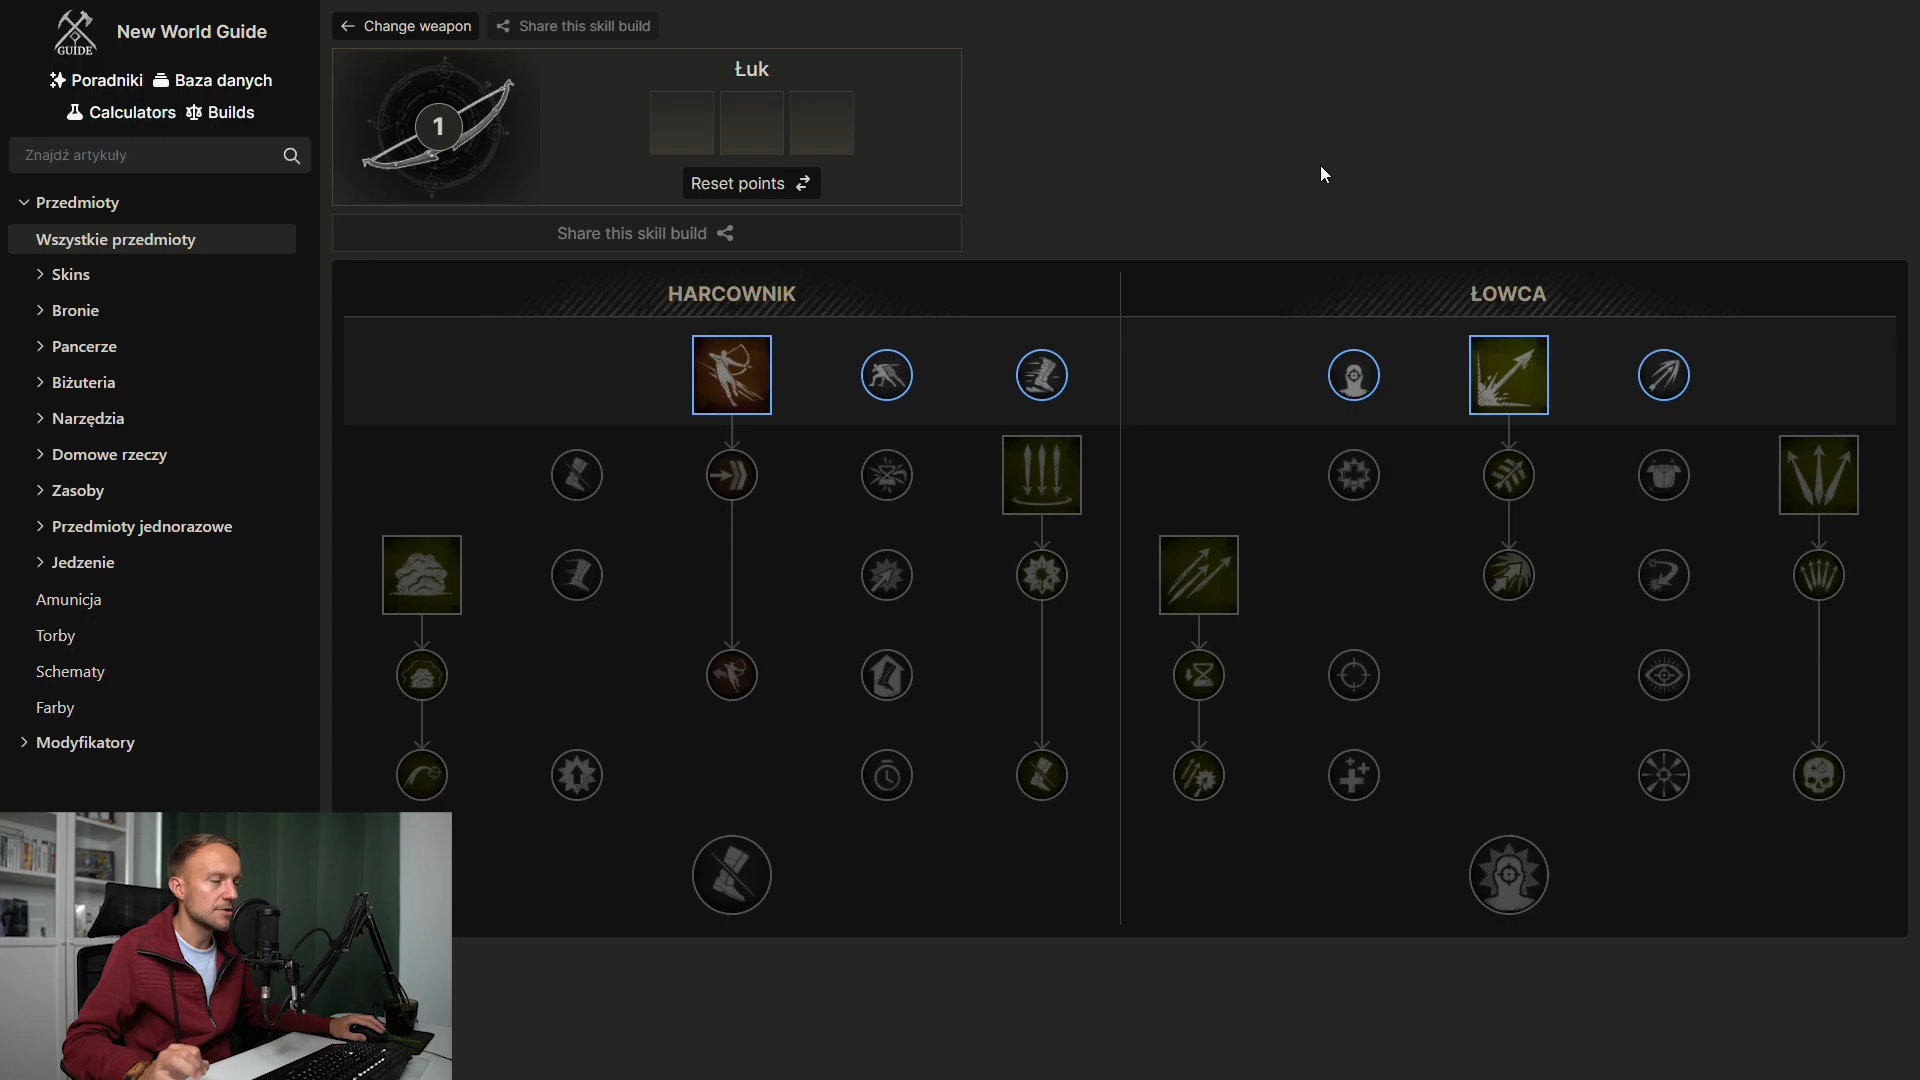 GUIDE
New World Guide
Poradniki
Baza danych
Calculators
Builds
Znajdź artykuły
Przedmioty
Wszystkie przedmioty
Skins
Bronie
Pancerze
Biżuteria
Narzędzia
Domowe rzeczy
Zasoby
Przedmioty jednorazowe
Jedzenie
Amunicja
Torby
Schematy
Farby
Modyfikatory
Change weapon
Share this skill build
1
Łuk
Reset points
Share this skill build
HARCOWNIK
ŁOWCA